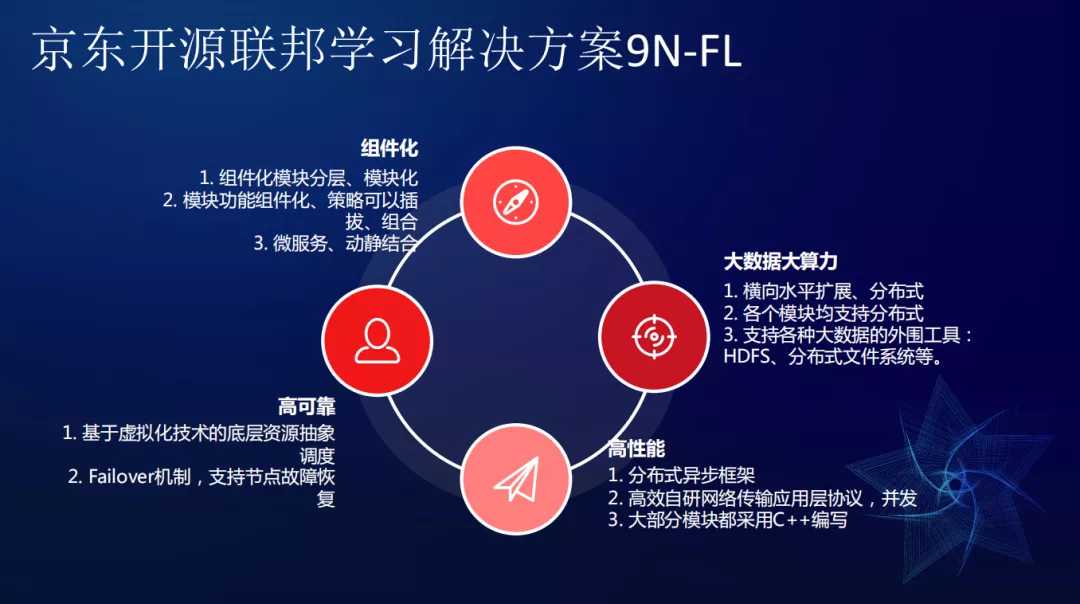 京东开源联邦学习解决方案9N-FL
组件化
1. 组件化模块分层、模块化
2. 模块功能组件化、策略可以插
拔、组合
3. 微服务、动静结合
大数据大算力
1. 横向水平扩展、分布式
2. 各个模块均支持分布式
3. 支持各种大数据的外围工具：
HDFS、分布式文件系统等。
高可靠
1. 基于虚拟化技术的底层资源抽象
调度
2. Failover机制，支持节点故障恢
复
高性能
1. 分布式异步框架
2. 高效自研网络传输应用层协议，并发
3. 大部分模块都采用C++编写